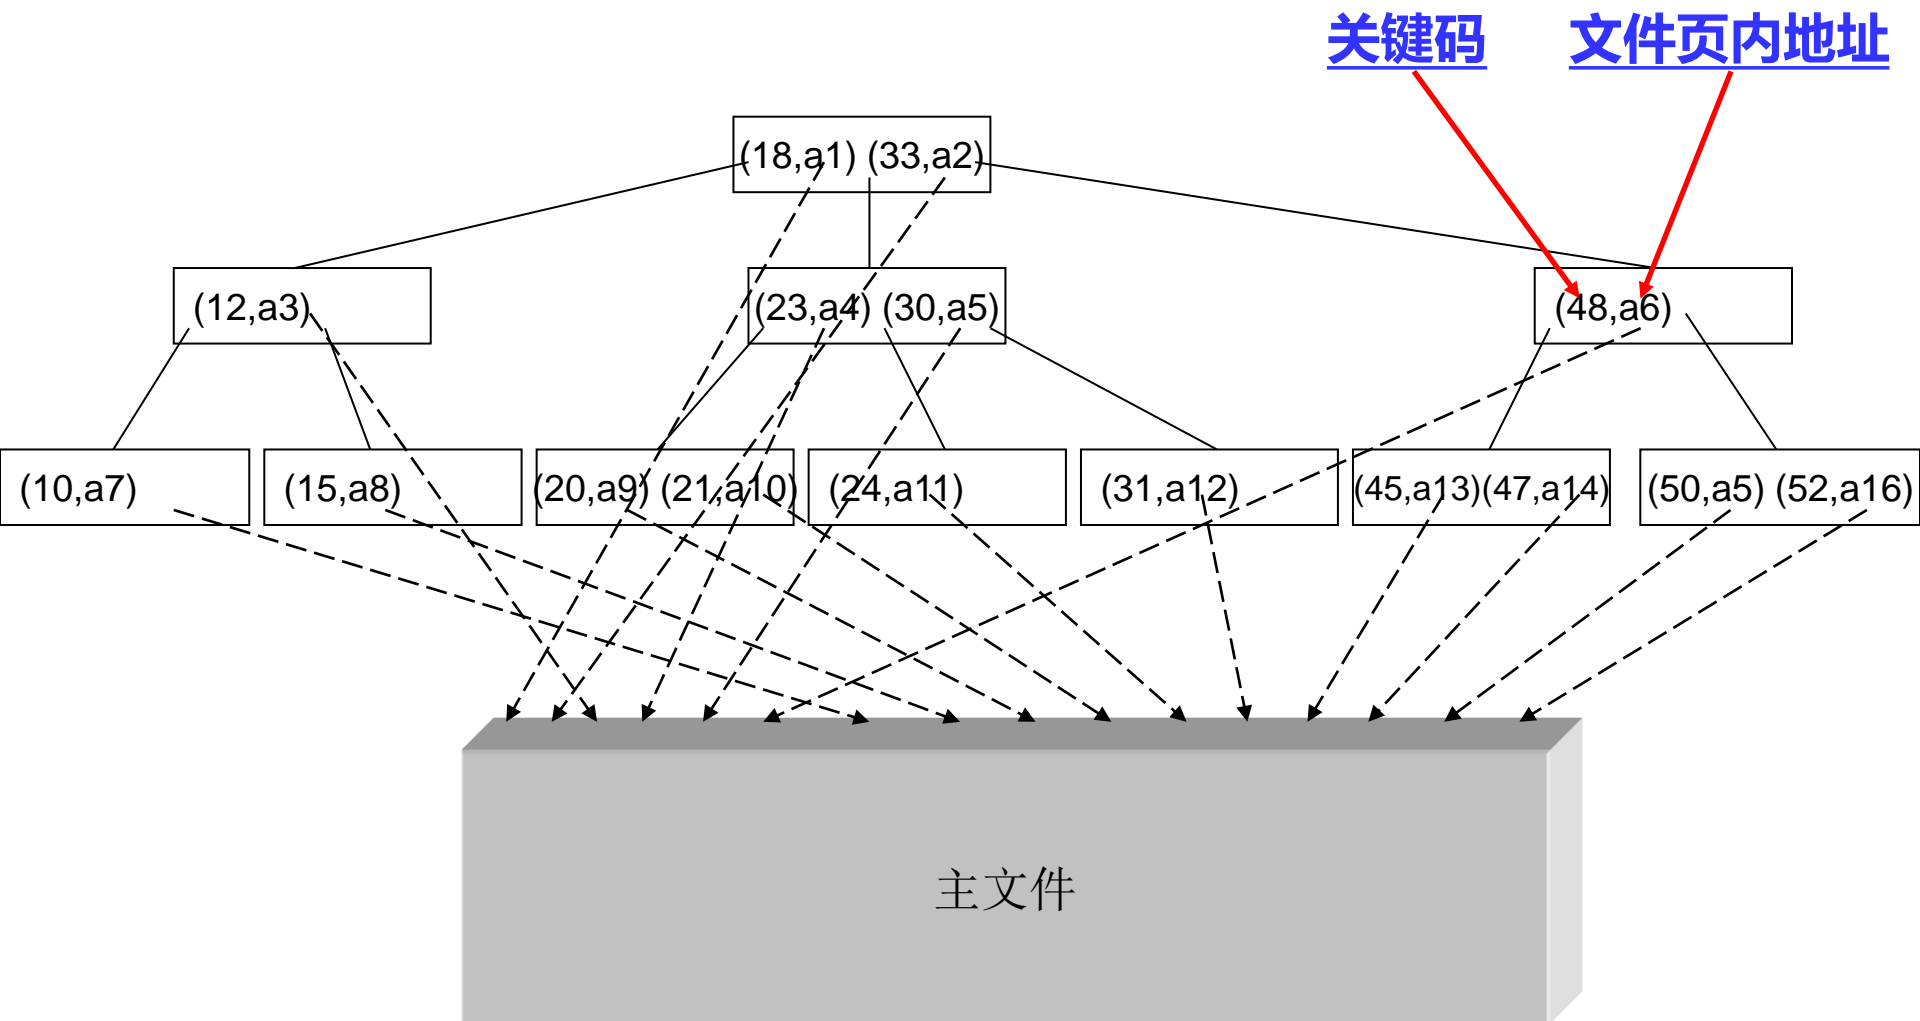 关键码 文件页内地址
(18,a1) (33,a2)
(12,a3) (23,a4) (30,a5) (48,a6)
(10,a7) (15,a8) (20,a9) (21,a10) (24,a11) (31,a12) (45,a13)(47,a14) (50,a5) (52,a16)
主文件